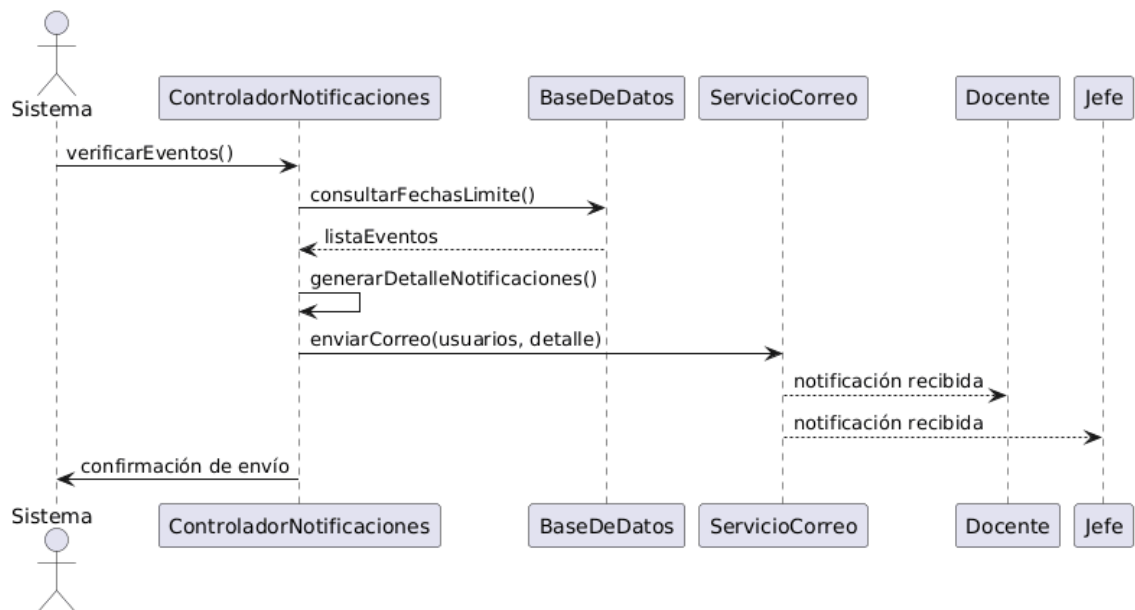 Sistema
ControladorNotificaciones
BaseDeDatos
ServicioCorreo
Docente
Jefe
verificarEventos()
consultarFechasLimite()
listaEventos
generarDetalleNotificaciones()
enviarCorreo(usuarios, detalle)
notificación recibida
notificación recibida
confirmación de envío
Sistema
ControladorNotificaciones
BaseDeDatos
ServicioCorreo
Docente
Jefe